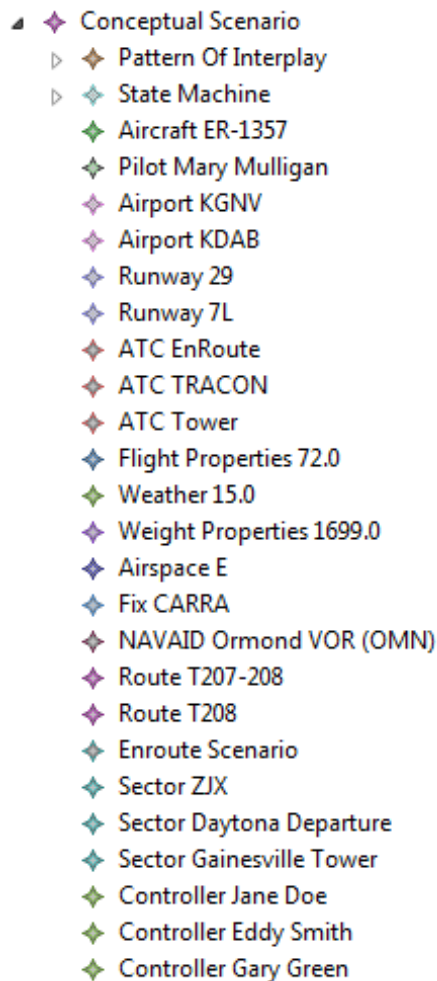 Conceptual Scenario
Pattern Of Interplay
State Machine
Aircraft ER-1357
Pilot Mary Mulligan
Airport KGNV
Airport KDAB
Runway 29
Runway 7L
ATC EnRoute
ATC TRACON
ATC Tower
Flight Properties 72.0
Weather 15.0
Weight Properties 1699.0
Airspace E
Fix CARRA
NAVAID Ormond VOR (OMN)
Route T207-208
Route T208
Enroute Scenario
Sector ZJX
Sector Daytona Departure
Sector Gainesville Tower
Controller Jane Doe
Controller Eddy Smith
Controller Gary Green